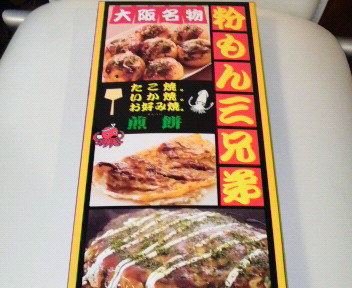 大阪名物
粉もん三兄弟
たこ焼、
いか焼、
お好み焼、
煎餅